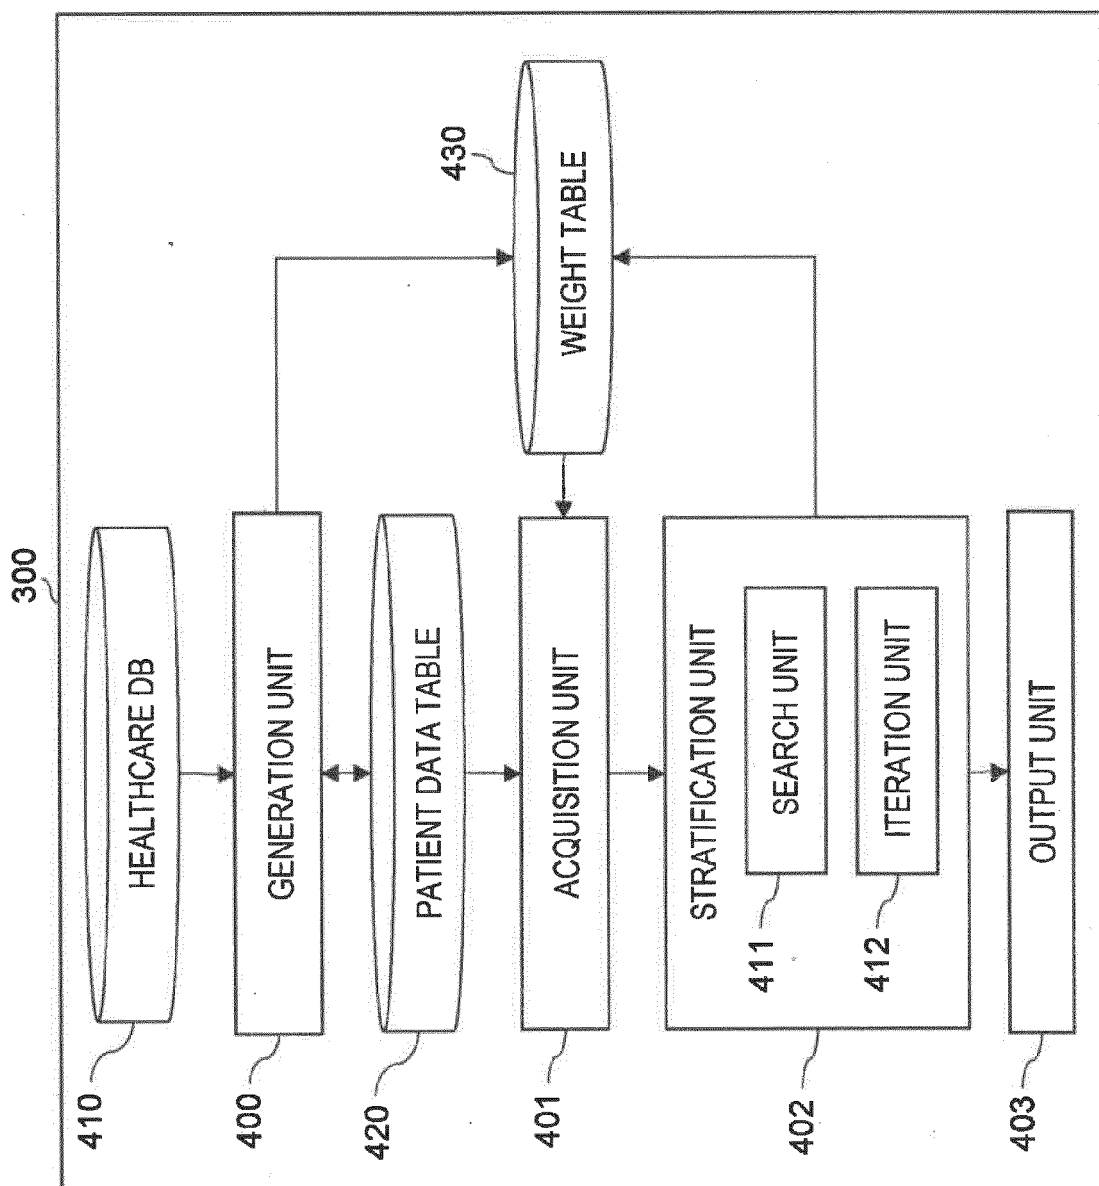 300
410
HEALTHCARE DB
400
GENERATION UNIT
420
PATIENT DATA TABLE
430
WEIGHT TABLE
401
ACQUISITION UNIT
402
STRATIFICATION UNIT
411
SEARCH UNIT
412
ITERATION UNIT
403
OUTPUT UNIT